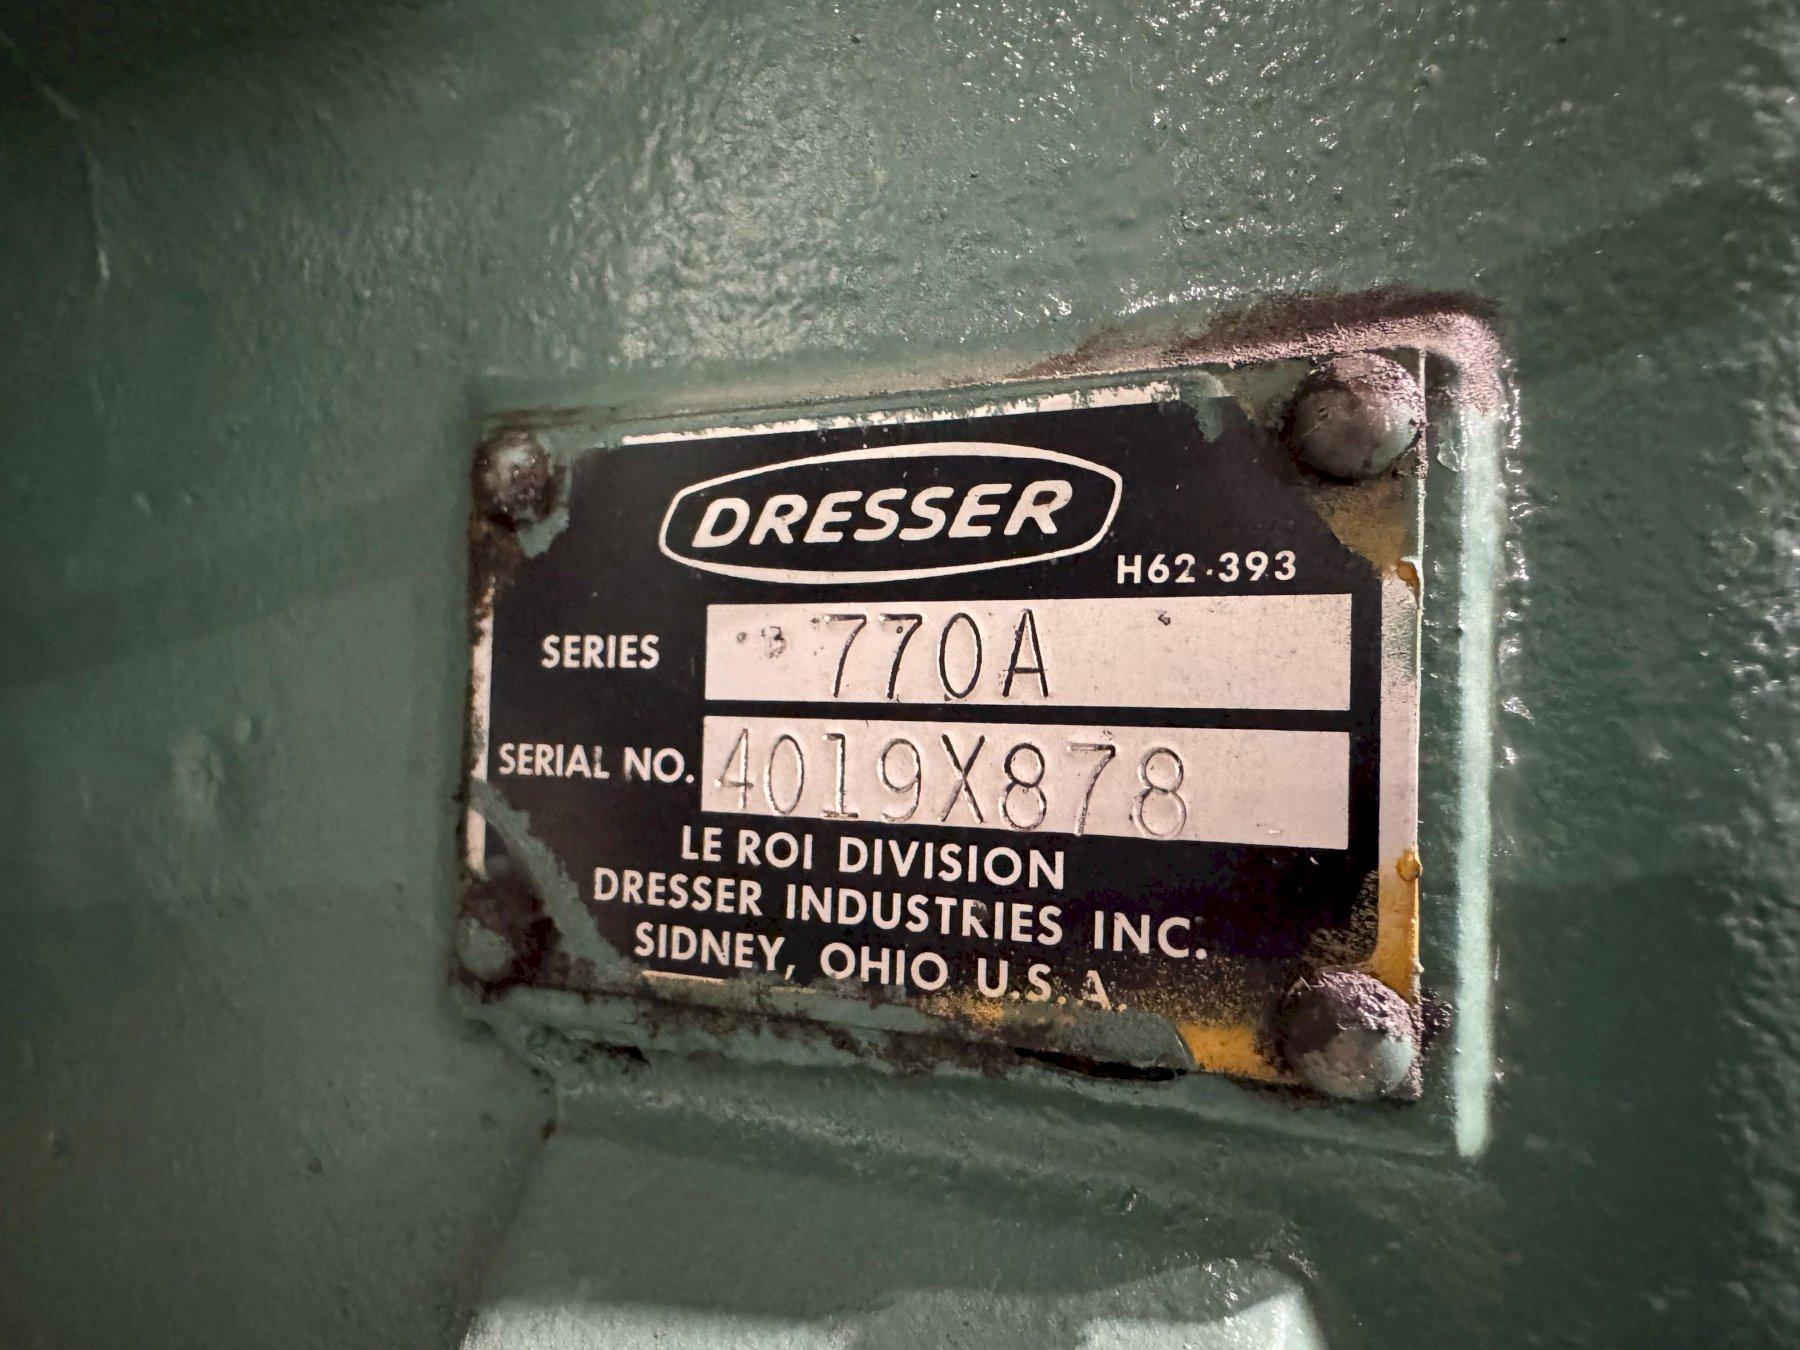 DRESSER
H62-393
SERIES 770A
SERIAL NO. 4019X878
LE ROI DIVISION
DRESSER INDUSTRIES INC.
SIDNEY, OHIO U.S.A.